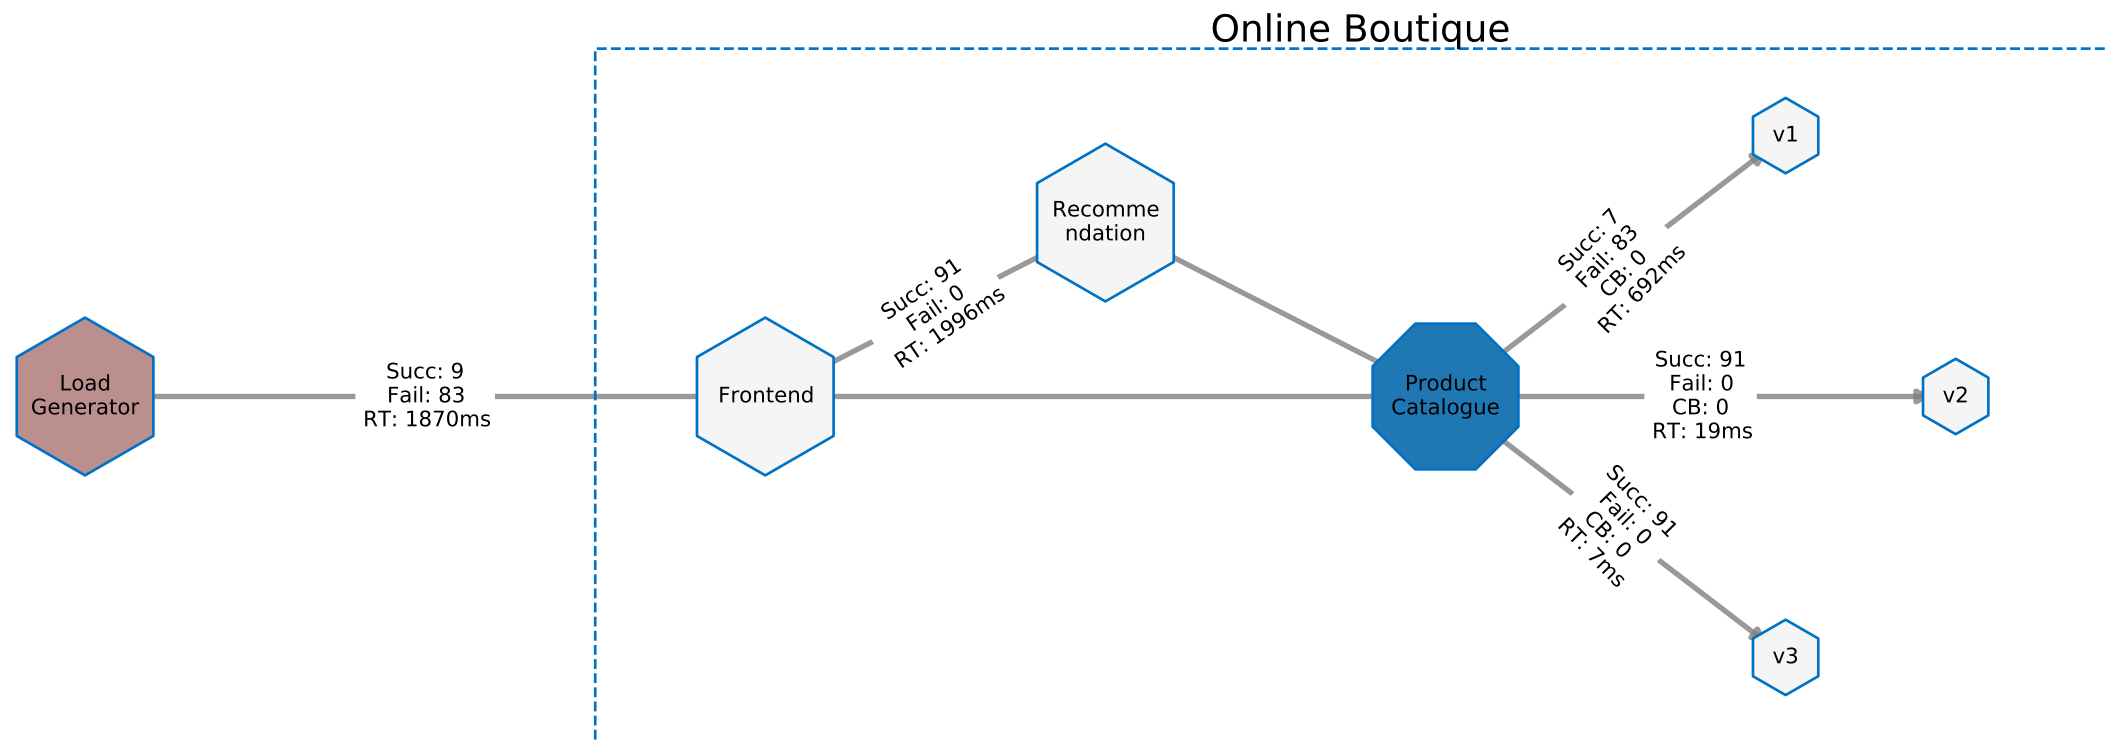 Online Boutique
Load
Generator
Succ: 9
Fail: 83
RT: 1870ms
Frontend
Succ: 91
Fail: 0
RT: 1996ms
Recomme
ndation
Product
Catalogue
Succ: 7
Fail: 83
CB: 0
RT: 692ms
v1
Succ: 91
Fail: 0
CB: 0
RT: 19ms
v2
Succ: 91
Fail: 0
CB: 0
RT: 7ms
v3